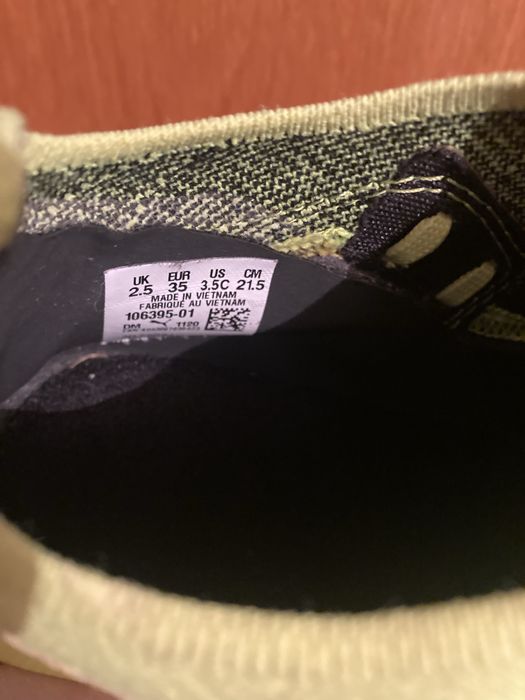 UK EUR US CM
2.5 35 3.5C 21.5
MADE IN VIETNAM
FABRIQUÉ AU VIETNAM
106395-01
DM 1120